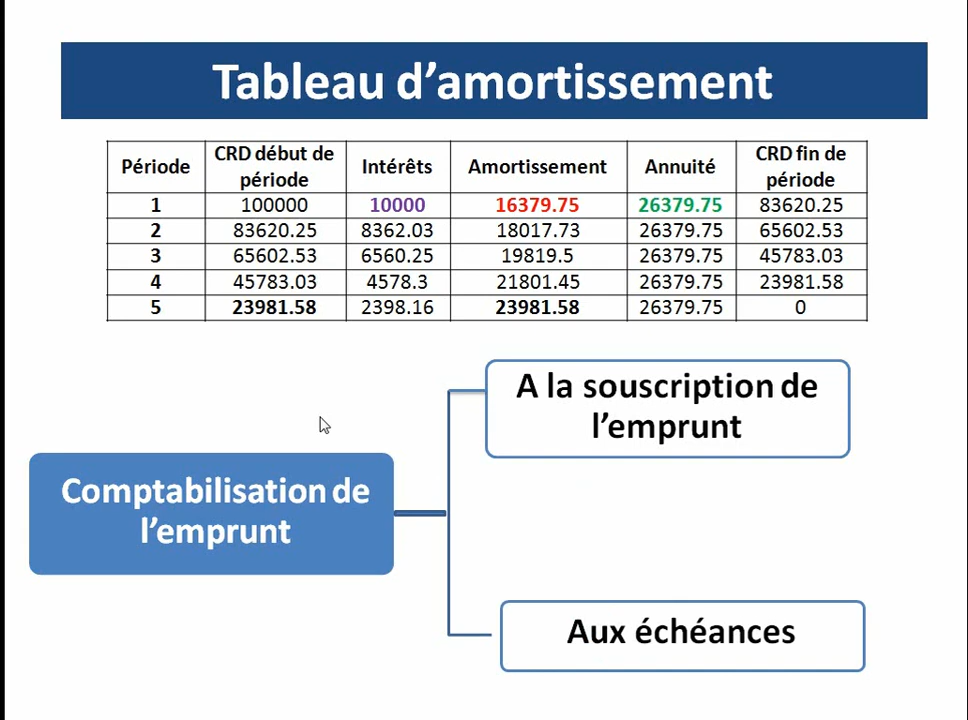 Tableau d’amortissement
Période CRD début de période Intérêts Amortissement Annuité CRD fin de période
1 100000 10000 16379.75 26379.75 83620.25
2 83620.25 8362.03 18017.73 26379.75 65602.53
3 65602.53 6560.25 19819.5 26379.75 45783.03
4 45783.03 4578.3 21801.45 26379.75 23981.58
5 23981.58 2398.16 23981.58 26379.75 0
A la souscription de
l’emprunt
Comptabilisation de
l’emprunt
Aux échéances